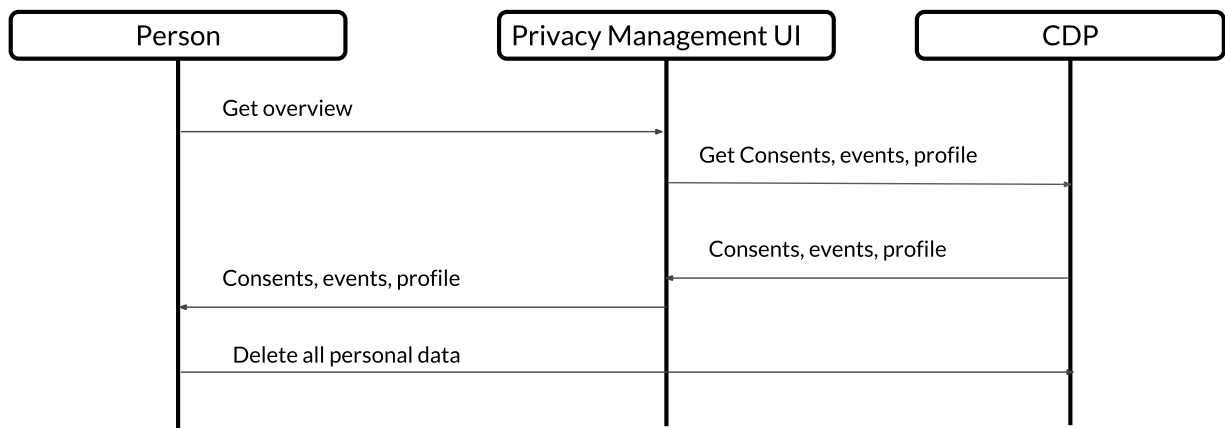 Person
Privacy Management UI
CDP
Get overview
Get Consents, events, profile
Consents, events, profile
Consents, events, profile
Delete all personal data